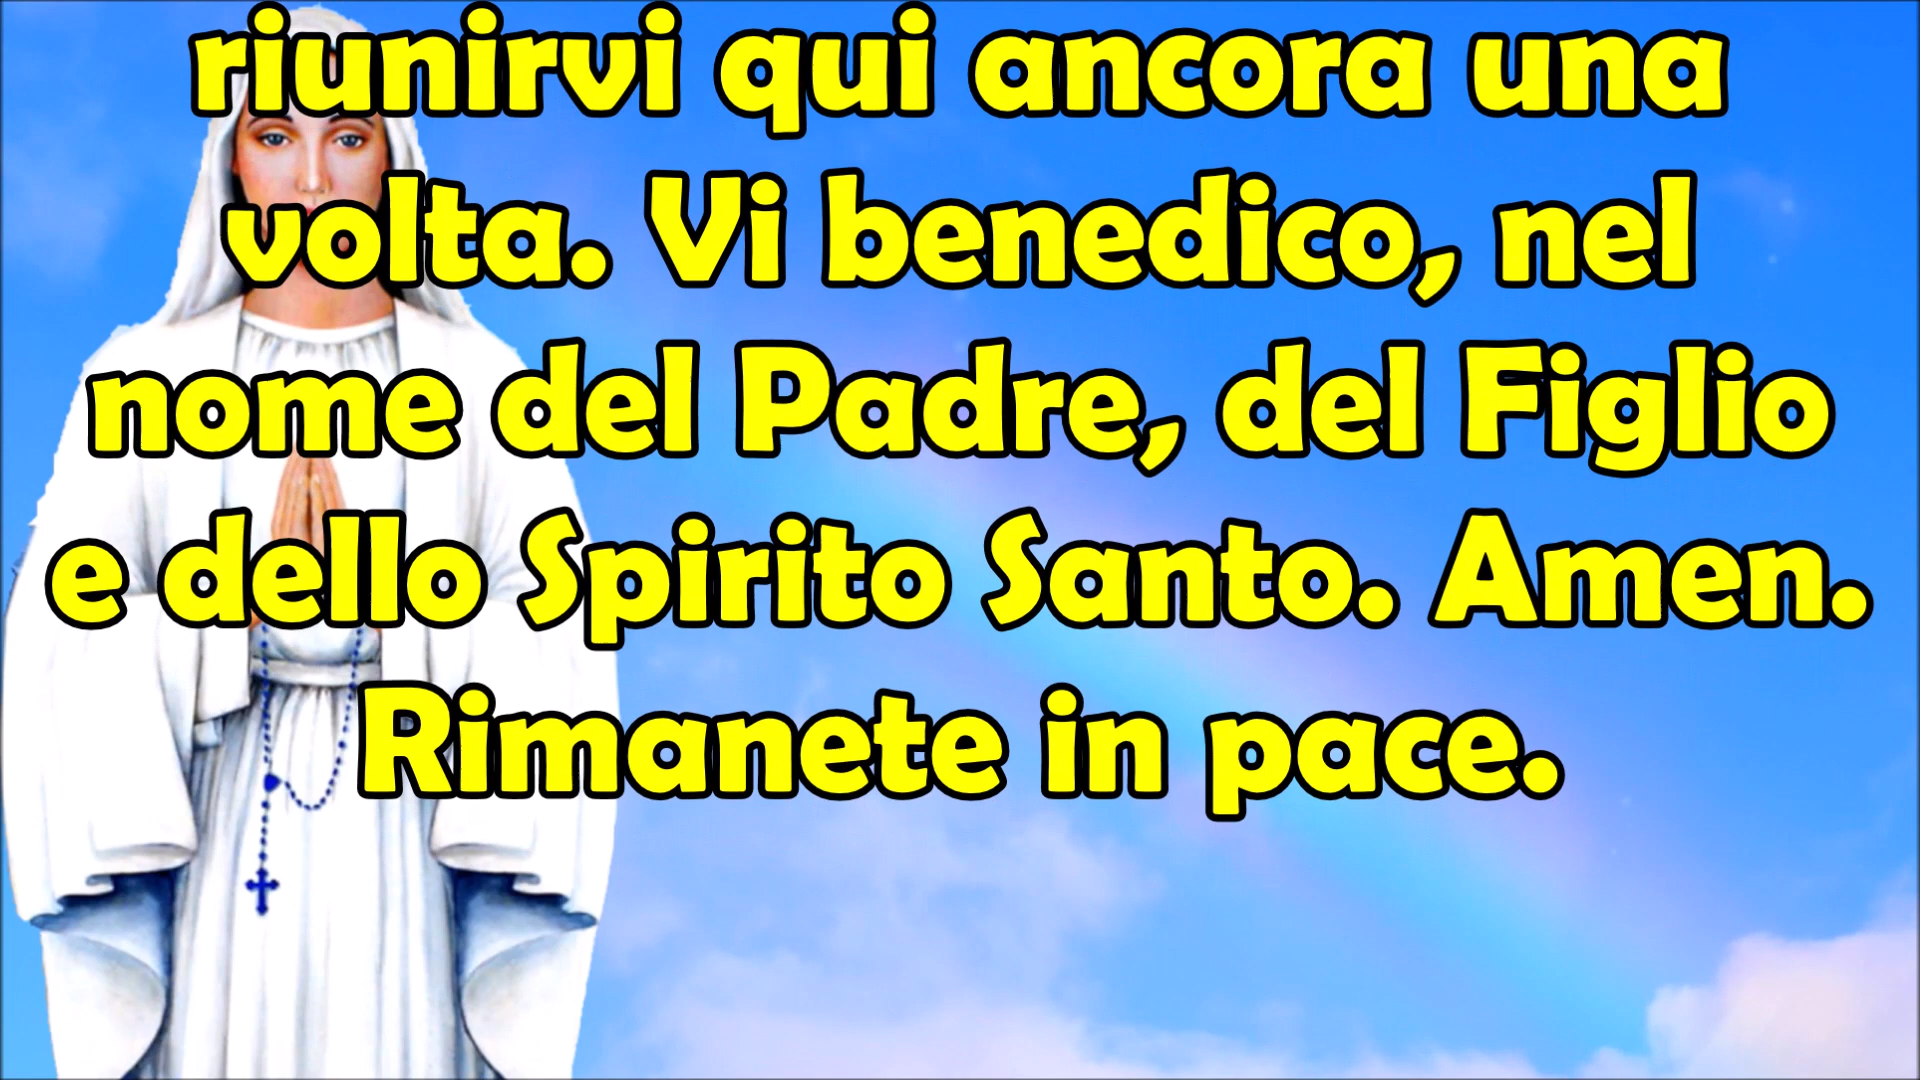 riunirvi qui ancora una
volta. Vi benedico, nel
nome del Padre, del Figlio
e dello Spirito Santo. Amen.
Rimanete in pace.